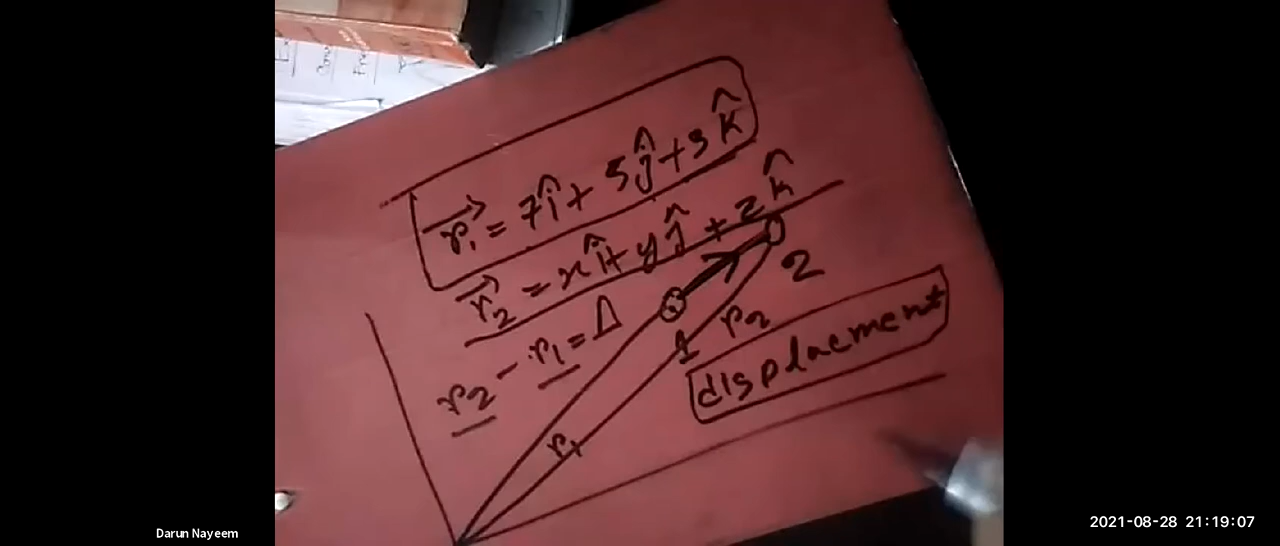 r₁ = 7î + 5ĵ + 3k̂
r₂ = xî + yĵ + zk̂
r₂ - r₁ = Δ
1
2
r₂
r₁
displacment
Darun Nayeem
2021-08-28 21:19:07